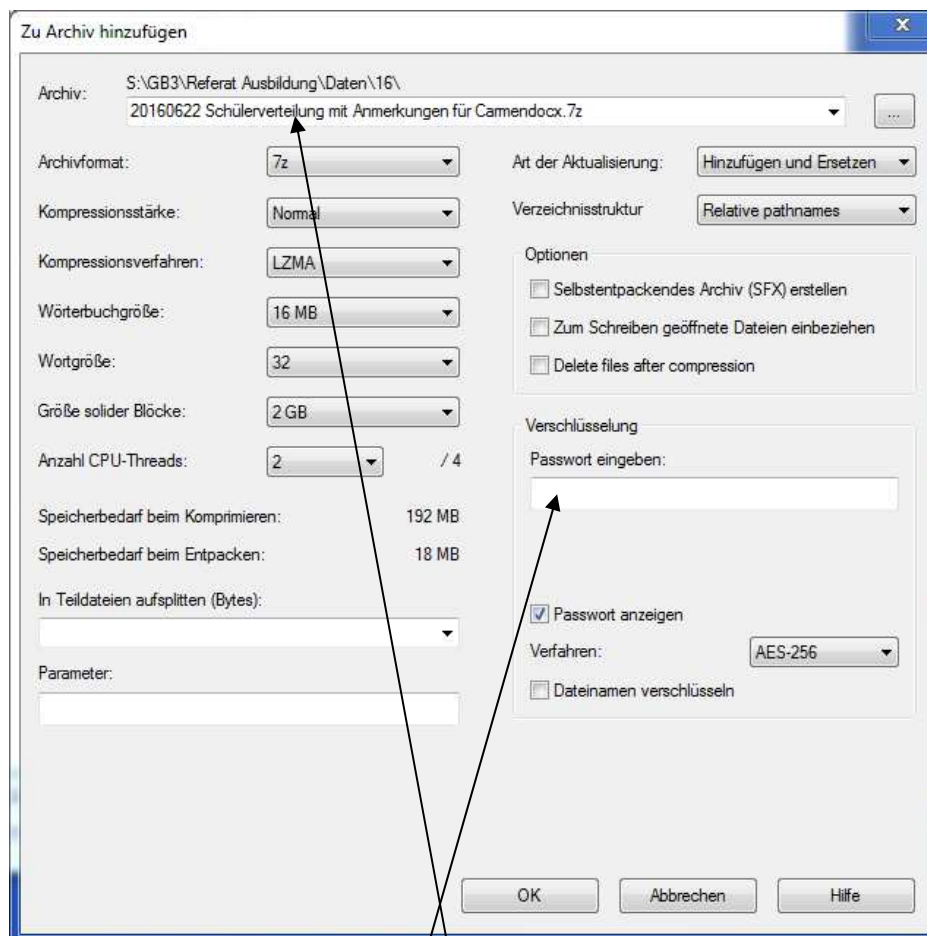 Zu Archiv hinzufügen
x
Archiv:
S:\GB3\Referat Ausbildung\Daten\16\
20160622 Schülerverteilung mit Anmerkungen für Carmendocx.7z
...
Archivformat:
7z
Kompressionsstärke:
Normal
Kompressionsverfahren:
LZMA
Wörterbuchgröße:
16 MB
Wortgröße:
32
Größe solider Blöcke:
2 GB
Anzahl CPU-Threads:
2
/ 4
Speicherbedarf beim Komprimieren:
192 MB
Speicherbedarf beim Entpacken:
18 MB
In Teildateien aufsplitten (Bytes):
Parameter:
Art der Aktualisierung:
Hinzufügen und Ersetzen
Verzeichnisstruktur
Relative pathnames
Optionen
Selbstentpackendes Archiv (SFX) erstellen
Zum Schreiben geöffnete Dateien einbeziehen
Delete files after compression
Verschlüsselung
Passwort eingeben:
Passwort anzeigen
Verfahren:
AES-256
Dateinamen verschlüsseln
OK
Abbrechen
Hilfe